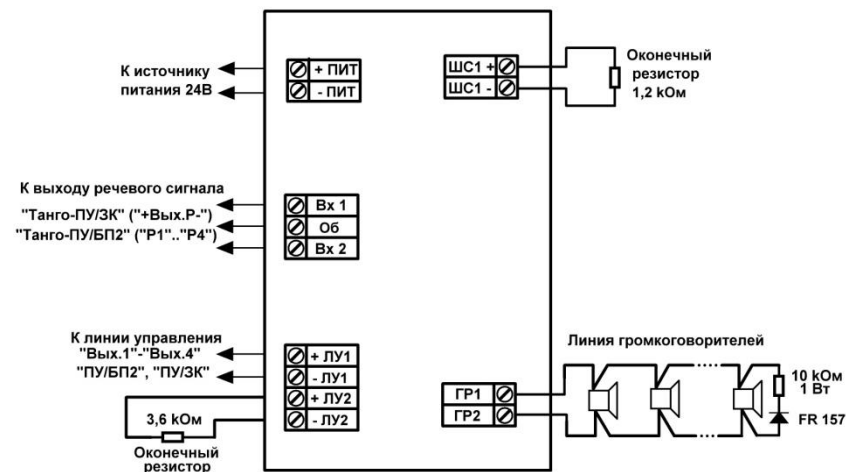 К источнику
питания 24В
+ ПИТ
- ПИТ
ШС1 +
ШС1 -
Оконечный
резистор
1,2 kОм
К выходу речевого сигнала
"Танго-ПУ/ЗК" ("+Вых.Р-")
"Танго-ПУ/БП2" ("Р1".."Р4")
Вх 1
Об
Вх 2
К линии управления
"Вых.1"-"Вых.4"
"ПУ/БП2", "ПУ/ЗК"
+ ЛУ1
- ЛУ1
+ ЛУ2
- ЛУ2
3,6 kОм
Оконечный
резистор
Линия громкоговорителей
ГР1
ГР2
10 kОм
1 Вт
FR 157